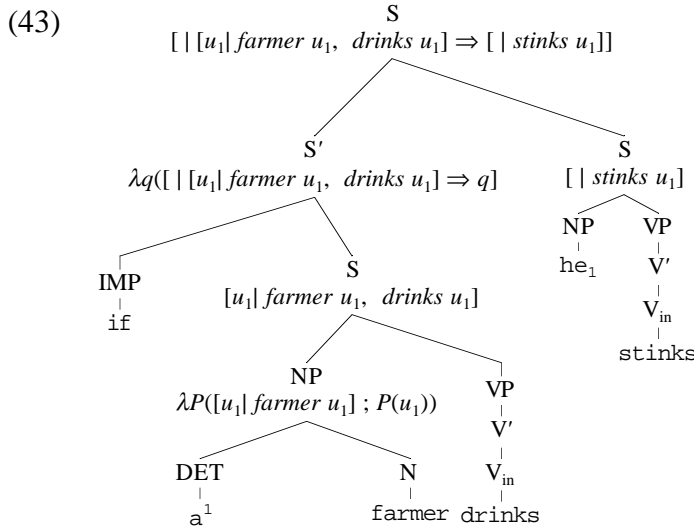 (43)
S
[ | [u₁| farmer u₁, drinks u₁] ⇒ [ | stinks u₁]]
S′ S
λq([ | [u₁| farmer u₁, drinks u₁] ⇒ q] [ | stinks u₁]
NP VP
he₁ V′
IMP S
if [u₁| farmer u₁, drinks u₁] V_in
stinks
NP VP
λP([u₁| farmer u₁] ; P(u₁)) V′
DET N V_in
a¹ farmer drinks